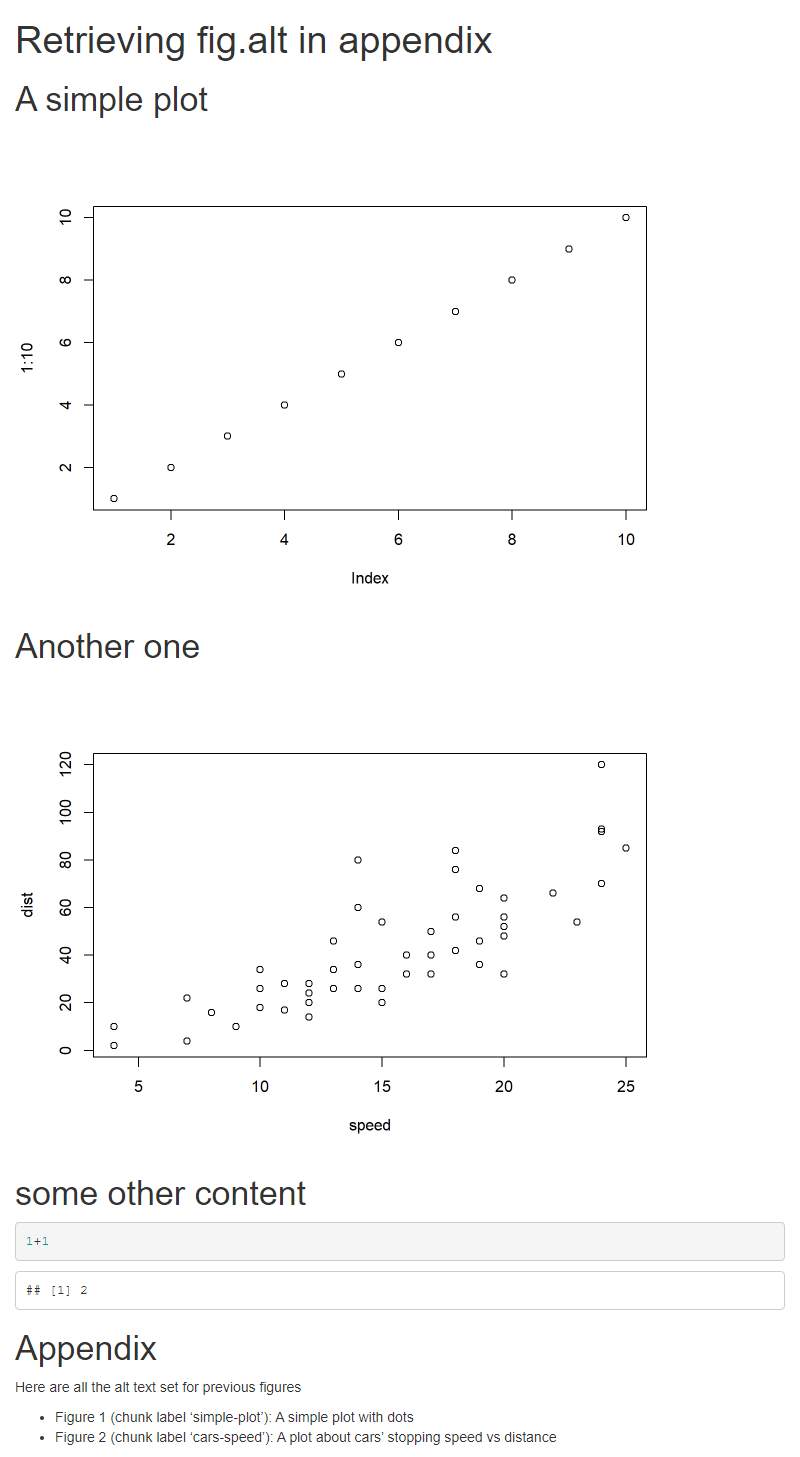 Retrieving fig.alt in appendix
A simple plot
10
8
6
4
2
1:10
2 4 6 8 10
Index
Another one
120
100
80
60
40
20
0
dist
5 10 15 20 25
speed
some other content
1+1
## [1] 2
Appendix
Here are all the alt text set for previous figures
• Figure 1 (chunk label ‘simple-plot’): A simple plot with dots
• Figure 2 (chunk label ‘cars-speed’): A plot about cars’ stopping speed vs distance